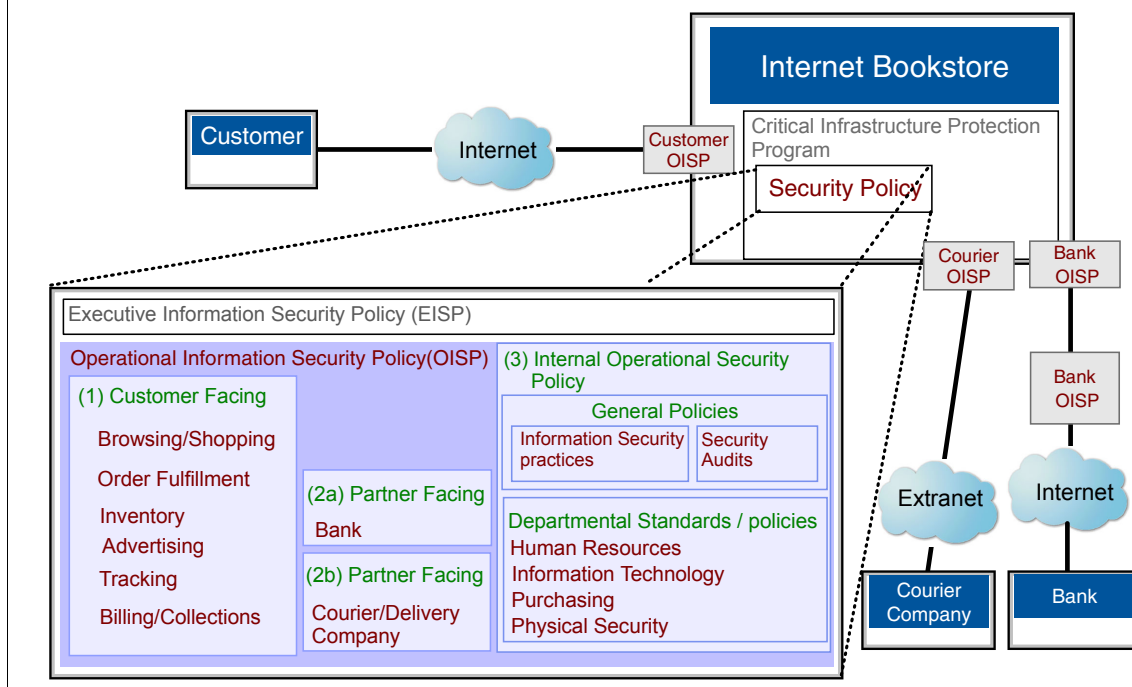 Internet Bookstore
Customer
Internet
Customer
OISP
Critical Infrastructure Protection
Program
Security Policy
Courier
OISP
Bank
OISP
Executive Information Security Policy (EISP)
Operational Information Security Policy(OISP)
(1) Customer Facing
Browsing/Shopping
Order Fulfillment
Inventory
Advertising
Tracking
Billing/Collections
(2a) Partner Facing
Bank
(2b) Partner Facing
Courier/Delivery
Company
(3) Internal Operational Security
Policy
General Policies
Information Security
practices
Security
Audits
Departmental Standards / policies
Human Resources
Information Technology
Purchasing
Physical Security
Bank
OISP
Extranet
Internet
Courier
Company
Bank